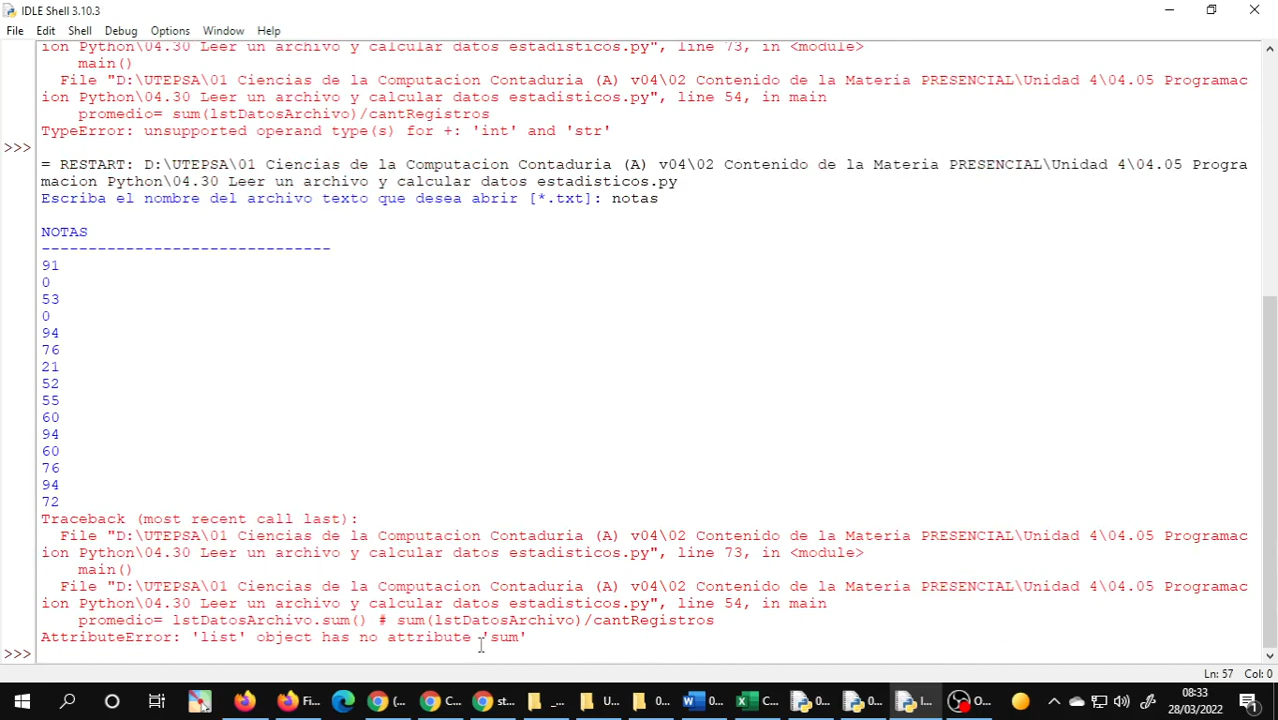 IDLE Shell 3.10.3
File Edit Shell Debug Options Window Help
ion Python\04.30 Leer un archivo y calcular datos estadisticos.py", line 73, in <module>
main()
File "D:\UTEPSA\01 Ciencias de la Computacion Contaduria (A) v04\02 Contenido de la Materia PRESENCIAL\Unidad 4\04.05 Programac
ion Python\04.30 Leer un archivo y calcular datos estadisticos.py", line 54, in main
promedio= sum(lstDatosArchivo)/cantRegistros
TypeError: unsupported operand type(s) for +: 'int' and 'str'
>>>
= RESTART: D:\UTEPSA\01 Ciencias de la Computacion Contaduria (A) v04\02 Contenido de la Materia PRESENCIAL\Unidad 4\04.05 Progra
macion Python\04.30 Leer un archivo y calcular datos estadisticos.py
Escriba el nombre del archivo texto que desea abrir [*.txt]: notas
NOTAS
-------------------------------
91
0
53
0
94
76
21
52
55
60
94
60
76
94
72
Traceback (most recent call last):
File "D:\UTEPSA\01 Ciencias de la Computacion Contaduria (A) v04\02 Contenido de la Materia PRESENCIAL\Unidad 4\04.05 Programac
ion Python\04.30 Leer un archivo y calcular datos estadisticos.py", line 73, in <module>
main()
File "D:\UTEPSA\01 Ciencias de la Computacion Contaduria (A) v04\02 Contenido de la Materia PRESENCIAL\Unidad 4\04.05 Programac
ion Python\04.30 Leer un archivo y calcular datos estadisticos.py", line 54, in main
promedio= lstDatosArchivo.sum() # sum(lstDatosArchivo)/cantRegistros
AttributeError: 'list' object has no attribute 'sum'
>>>
Ln: 57 Col: 0
(... C... st... _... U... 0... 0... C... 0... 0... I... O...
Fi...
08:33
28/03/2022
1